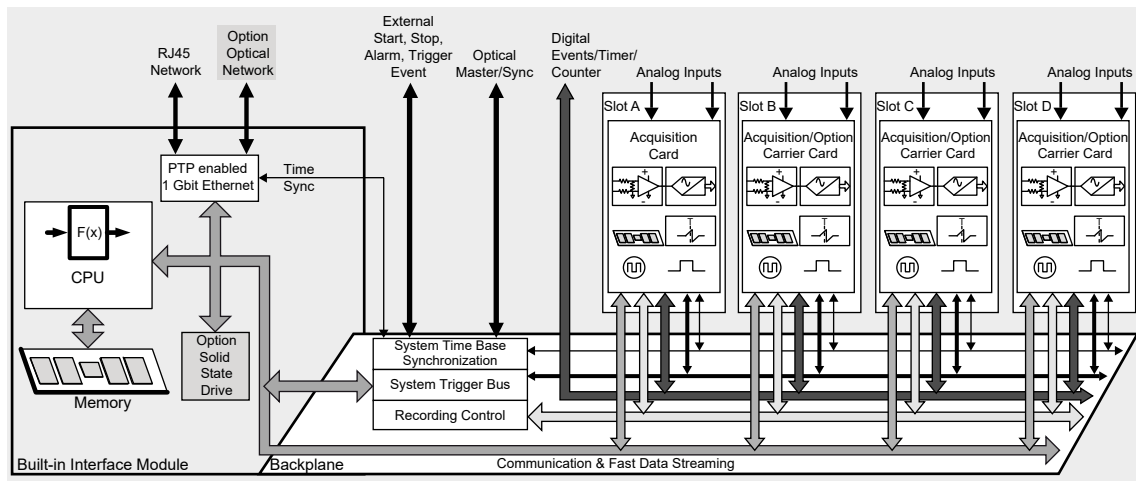 RJ45
Network
Option
Optical
Network
External
Start, Stop,
Alarm, Trigger
Event
Optical
Master/Sync
Digital
Events/Timer/
Counter
Analog Inputs
Analog Inputs
Analog Inputs
Analog Inputs
Slot A
Slot B
Slot C
Slot D
Acquisition
Card
Acquisition/Option
Carrier Card
Acquisition/Option
Carrier Card
Acquisition/Option
Carrier Card
+
-
T
+
-
T
+
-
T
+
-
T
PTP enabled
1 Gbit Ethernet
Time
Sync
F(x)
CPU
Option
Solid
State
Drive
Memory
System Time Base
Synchronization
System Trigger Bus
Recording Control
Built-in Interface Module
Backplane
Communication & Fast Data Streaming